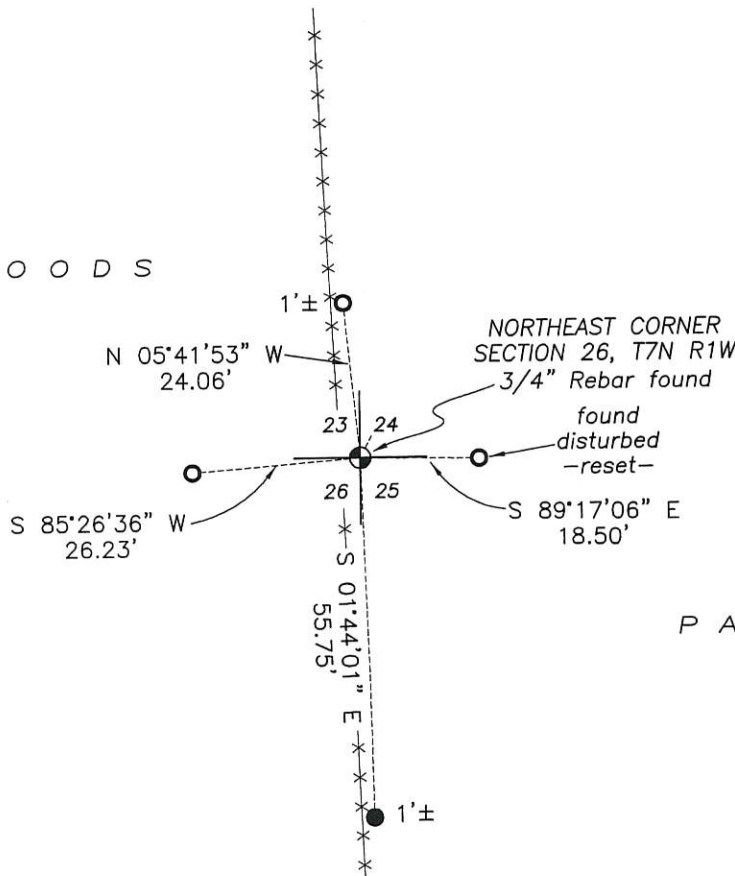 O O D S
1'±
N 05°41'53" W
24.06'
NORTHEAST CORNER
SECTION 26, T7N R1W
3/4" Rebar found
found
disturbed
-reset-
23 24
26 25
S 85°26'36" W
26.23'
S 89°17'06" E
18.50'
S 01°44'01" E
55.75'
P A
1'±